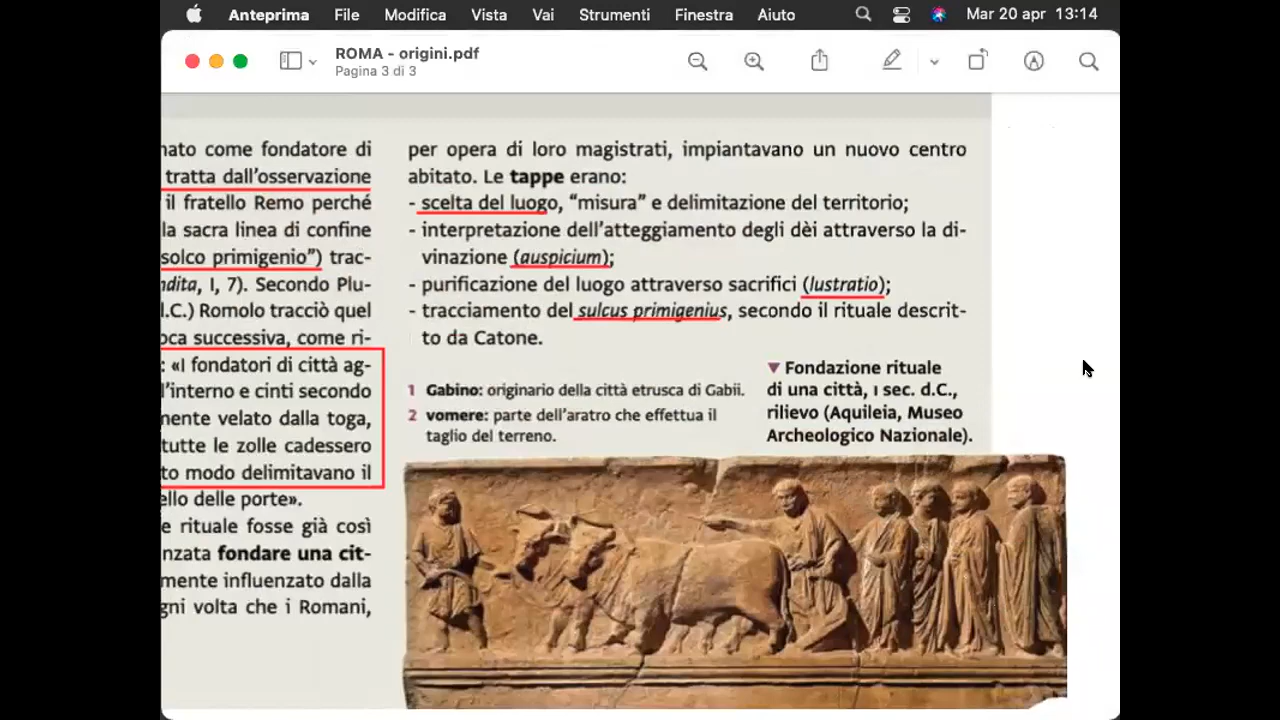 Anteprima File Modifica Vista Vai Strumenti Finestra Aiuto Mar 20 apr 13:14
ROMA - origini.pdf
Pagina 3 di 3
nato come fondatore di
tratta dall'osservazione
il fratello Remo perché
la sacra linea di confine
solco primigenio") trac-
ndita, I, 7). Secondo Plu-
.C.) Romolo tracciò quel
oca successiva, come ri-
: «I fondatori di città ag-
l'interno e cinti secondo
mente velato dalla toga,
tutte le zolle cadessero
to modo delimitavano il
ello delle porte».
e rituale fosse già così
nzata fondare una cit-
mente influenzato dalla
gni volta che i Romani,
per opera di loro magistrati, impiantavano un nuovo centro
abitato. Le tappe erano:
- scelta del luogo, "misura" e delimitazione del territorio;
- interpretazione dell'atteggiamento degli dèi attraverso la di-
vinazione (auspicium);
- purificazione del luogo attraverso sacrifici (lustratio);
- tracciamento del sulcus primigenius, secondo il rituale descrit-
to da Catone.
1 Gabino: originario della città etrusca di Gabii.
2 vomere: parte dell'aratro che effettua il
taglio del terreno.
▼ Fondazione rituale
di una città, I sec. d.C.,
rilievo (Aquileia, Museo
Archeologico Nazionale).